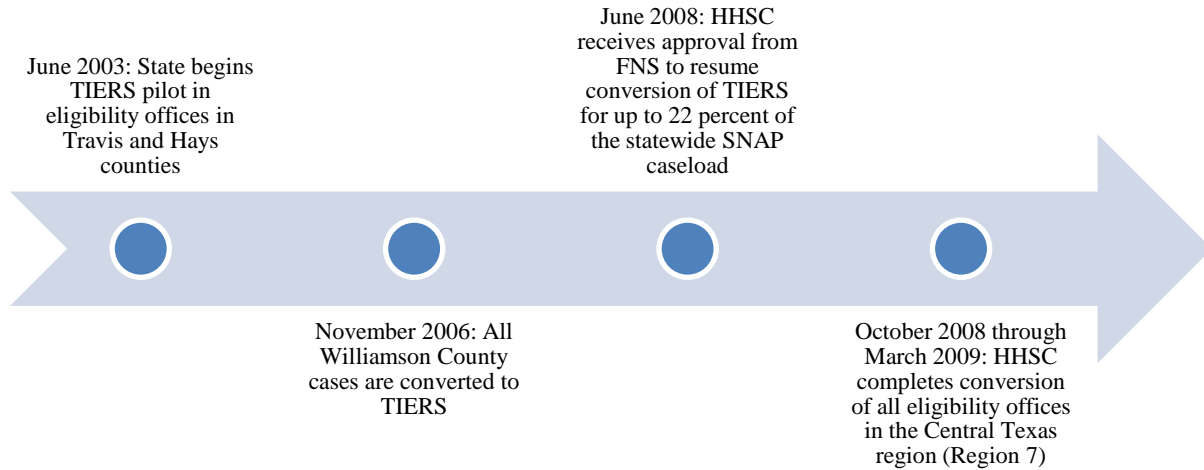 June 2003: State begins
TIERS pilot in
eligibility offices in
Travis and Hays
counties
November 2006: All
Williamson County
cases are converted to
TIERS
June 2008: HHSC
receives approval from
FNS to resume
conversion of TIERS
for up to 22 percent of
the statewide SNAP
caseload
October 2008 through
March 2009: HHSC
completes conversion
of all eligibility offices
in the Central Texas
region (Region 7)